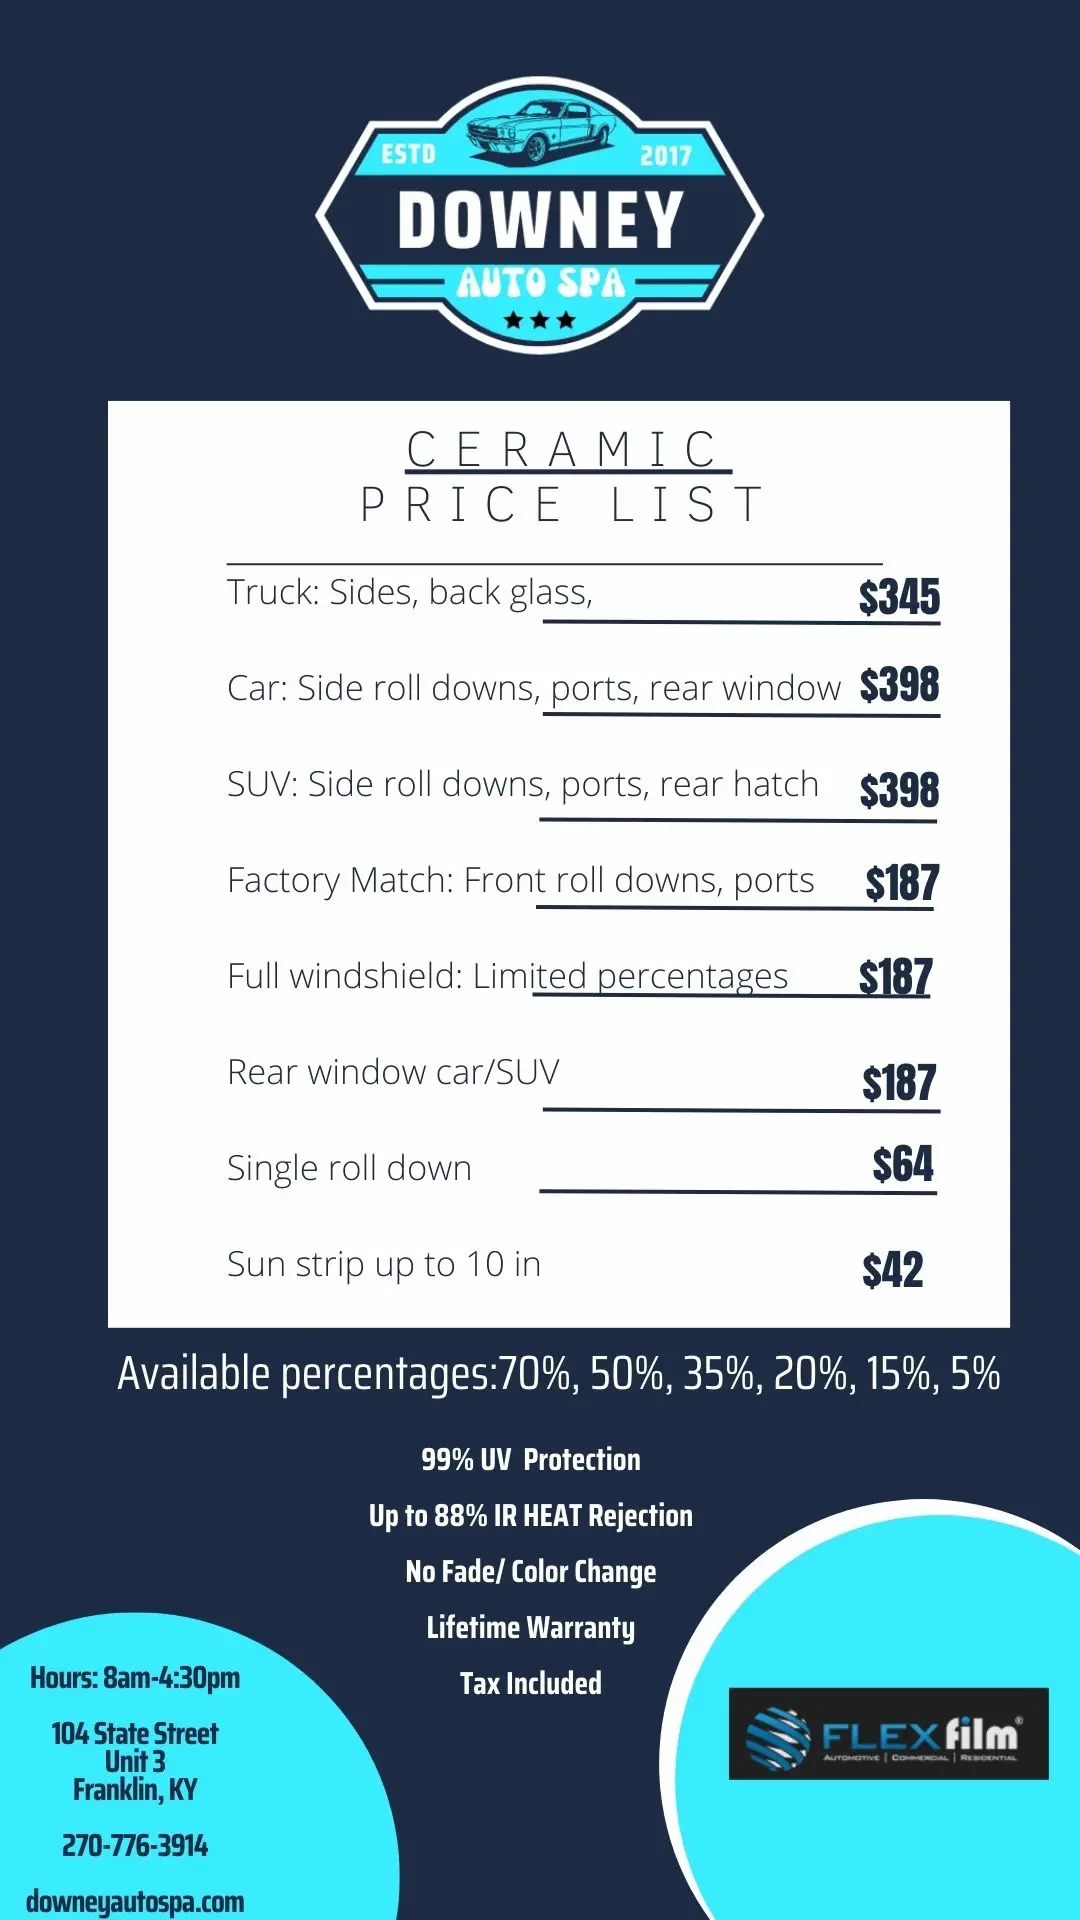 ESTD 2017
DOWNEY
AUTO SPA
CERAMIC
PRICE LIST
Truck: Sides, back glass, $345
Car: Side roll downs, ports, rear window $398
SUV: Side roll downs, ports, rear hatch $398
Factory Match: Front roll downs, ports $187
Full windshield: Limited percentages $187
Rear window car/SUV $187
Single roll down $64
Sun strip up to 10 in $42
Available percentages:70%, 50%, 35%, 20%, 15%, 5%
99% UV Protection
Up to 88% IR HEAT Rejection
No Fade/ Color Change
Lifetime Warranty
Tax Included
Hours: 8am-4:30pm
104 State Street
Unit 3
Franklin, KY
270-776-3914
downeyautospa.com
FLEXfilm®
AUTOMOTIVE | COMMERCIAL | RESIDENTIAL